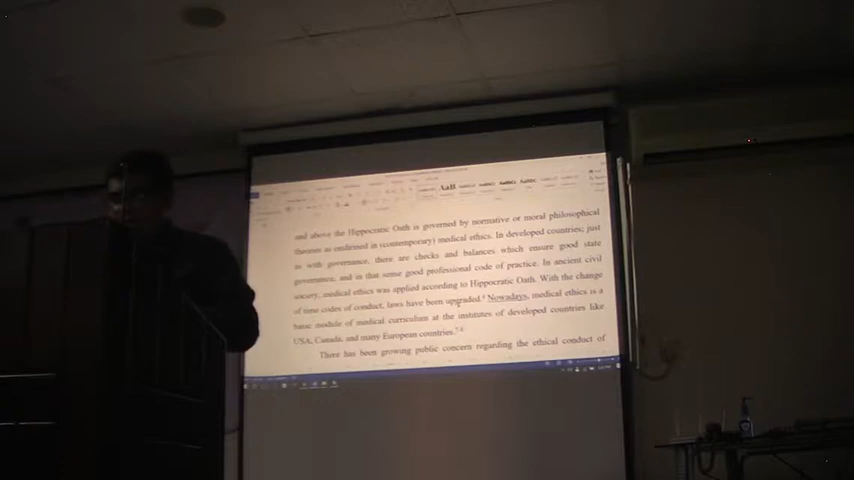 AaB
and above the Hippocratic Oath is governed by normative or moral philosophical
theories as enshrined in (contemporary) medical ethics. In developed countries; just
as with governance, there are checks and balances which ensure good state
governance, and in that sense good professional code of practice. In ancient civil
society, medical ethics was applied according to Hippocratic Oath. With the change
of time codes of conduct, laws have been upgraded. Nowadays, medical ethics is a
basic module of medical curriculum at the institutes of developed countries like
USA, Canada, and many European countries.
There has been growing public concern regarding the ethical conduct of